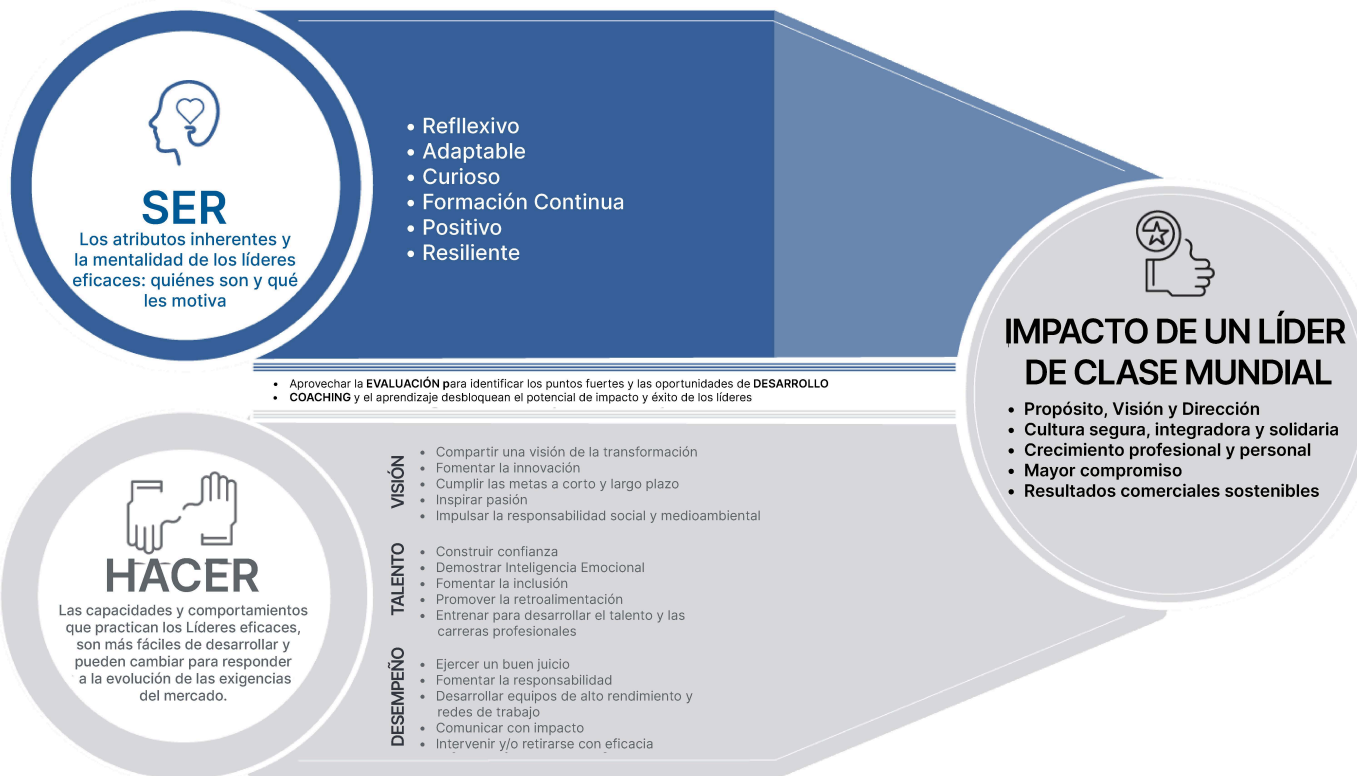 SER
Los atributos inherentes y
la mentalidad de los líderes
eficaces: quiénes son y qué
les motiva
• Refllexivo
• Adaptable
• Curioso
• Formación Continua
• Positivo
• Resiliente
• Aprovechar la EVALUACIÓN para identificar los puntos fuertes y las oportunidades de DESARROLLO
• COACHING y el aprendizaje desbloquean el potencial de impacto y éxito de los líderes
HACER
Las capacidades y comportamientos
que practican los Líderes eficaces,
son más fáciles de desarrollar y
pueden cambiar para responder
a la evolución de las exigencias
del mercado.
VISIÓN
• Compartir una visión de la transformación
• Fomentar la innovación
• Cumplir las metas a corto y largo plazo
• Inspirar pasión
• Impulsar la responsabilidad social y medioambiental
TALENTO
• Construir confianza
• Demostrar Inteligencia Emocional
• Fomentar la inclusión
• Promover la retroalimentación
• Entrenar para desarrollar el talento y las
carreras profesionales
DESEMPEÑO
• Ejercer un buen juicio
• Fomentar la responsabilidad
• Desarrollar equipos de alto rendimiento y
redes de trabajo
• Comunicar con impacto
• Intervenir y/o retirarse con eficacia
IMPACTO DE UN LÍDER
DE CLASE MUNDIAL
• Propósito, Visión y Dirección
• Cultura segura, integradora y solidaria
• Crecimiento profesional y personal
• Mayor compromiso
• Resultados comerciales sostenibles